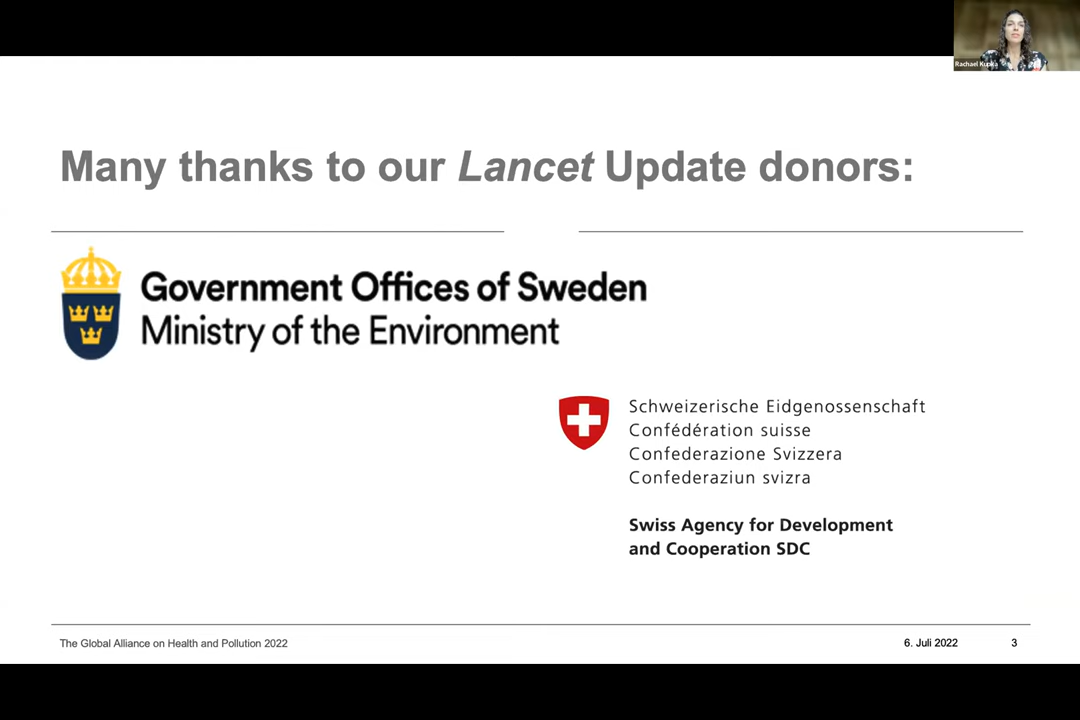 Rachael Kupka
Many thanks to our Lancet Update donors:
Government Offices of Sweden
Ministry of the Environment
Schweizerische Eidgenossenschaft
Confédération suisse
Confederazione Svizzera
Confederaziun svizra
Swiss Agency for Development
and Cooperation SDC
The Global Alliance on Health and Pollution 2022
6. Juli 2022
3